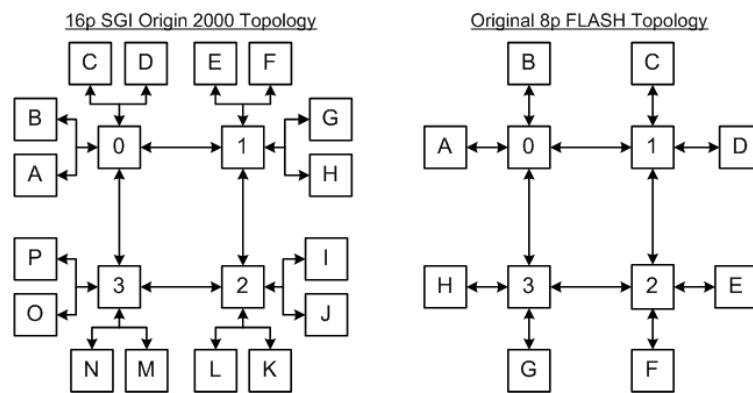 16p SGI Origin 2000 Topology
Original 8p FLASH Topology
C D E F
B C
B G
0 1
A 0 1 D
A H
P I
3 2
H 3 2 E
O J
N M L K
G F